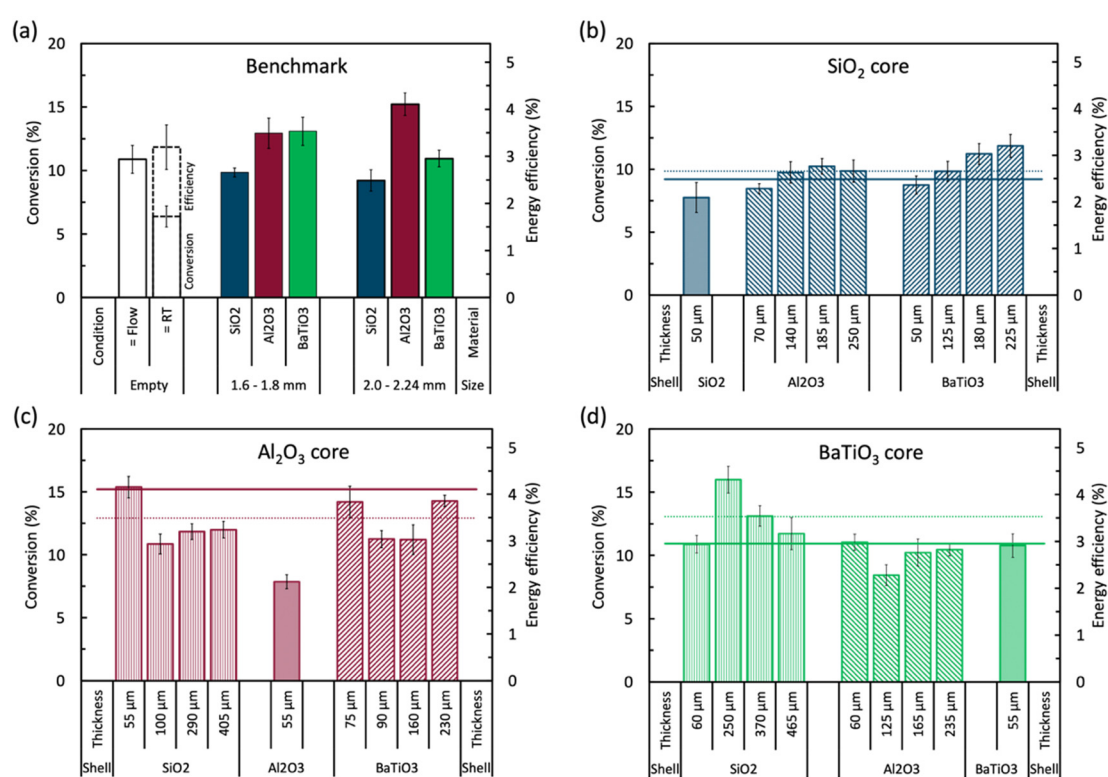 (a)
Benchmark
Conversion (%)
20
15
10
5
0
Energy efficiency (%)
5
4
3
2
1
0
Conversion
Efficiency
Condition
= Flow
= RT
SiO2
Al2O3
BaTiO3
SiO2
Al2O3
BaTiO3
Material
Empty
1.6 - 1.8 mm
2.0 - 2.24 mm
Size
(b)
SiO₂ core
Conversion (%)
20
15
10
5
0
Energy efficiency (%)
5
4
3
2
1
0
Thickness
50 µm
70 µm
140 µm
185 µm
250 µm
50 µm
125 µm
180 µm
225 µm
Thickness
Shell
SiO2
Al2O3
BaTiO3
Shell
(c)
Al₂O₃ core
Conversion (%)
20
15
10
5
0
Energy efficiency (%)
5
4
3
2
1
0
Thickness
55 µm
100 µm
290 µm
405 µm
55 µm
75 µm
90 µm
160 µm
230 µm
Thickness
Shell
SiO2
Al2O3
BaTiO3
Shell
(d)
BaTiO₃ core
Conversion (%)
20
15
10
5
0
Energy efficiency (%)
5
4
3
2
1
0
Thickness
60 µm
250 µm
370 µm
465 µm
60 µm
125 µm
165 µm
235 µm
55 µm
Thickness
Shell
SiO2
Al2O3
BaTiO3
Shell